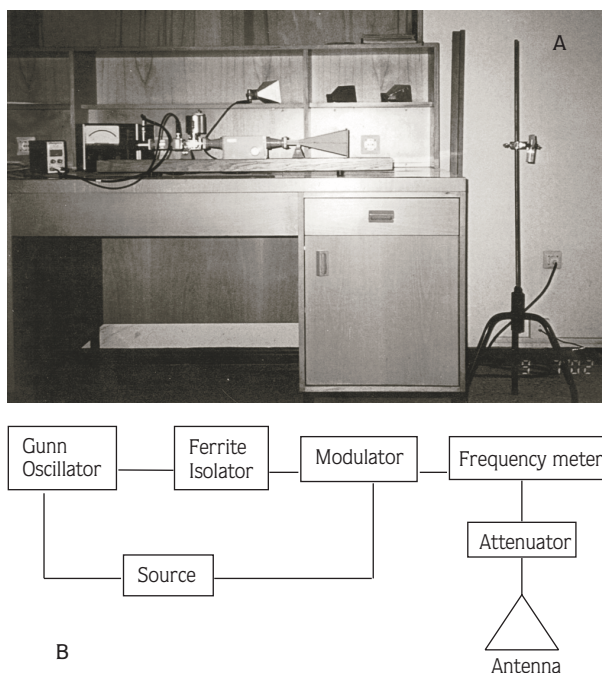 A
9 7 02
Gunn
Oscillator
Ferrite
Isolator
Modulator
Frequency meter
Attenuator
Source
B
Antenna